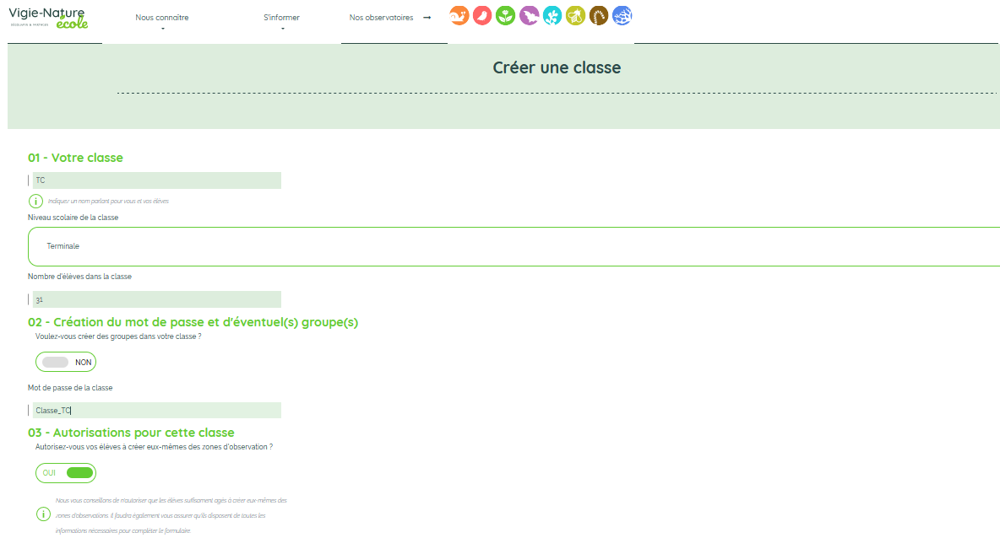 Vigie-Nature
école
DÉCOUVRIR & PARTAGER
Nous connaitre
S'informer
Nos observatoires →
Créer une classe
01 - Votre classe
TC
Indiquer un nom parlant pour vous et vos élèves
Niveau scolaire de la classe
Terminale
Nombre d'élèves dans la classe
31
02 - Création du mot de passe et d'éventuel(s) groupe(s)
Voulez-vous créer des groupes dans votre classe ?
NON
Mot de passe de la classe
Classe_TC
03 - Autorisations pour cette classe
Autorisez-vous vos élèves à créer eux-mêmes des zones d'observation ?
OUI
Nous vous conseillons de n'autoriser que les élèves suffisament agés à créer eux-mêmes des
zones d'observations. Il faudra également vous assurer qu'ils disposent de toutes les
informations nécessaires pour compléter le formulaire.